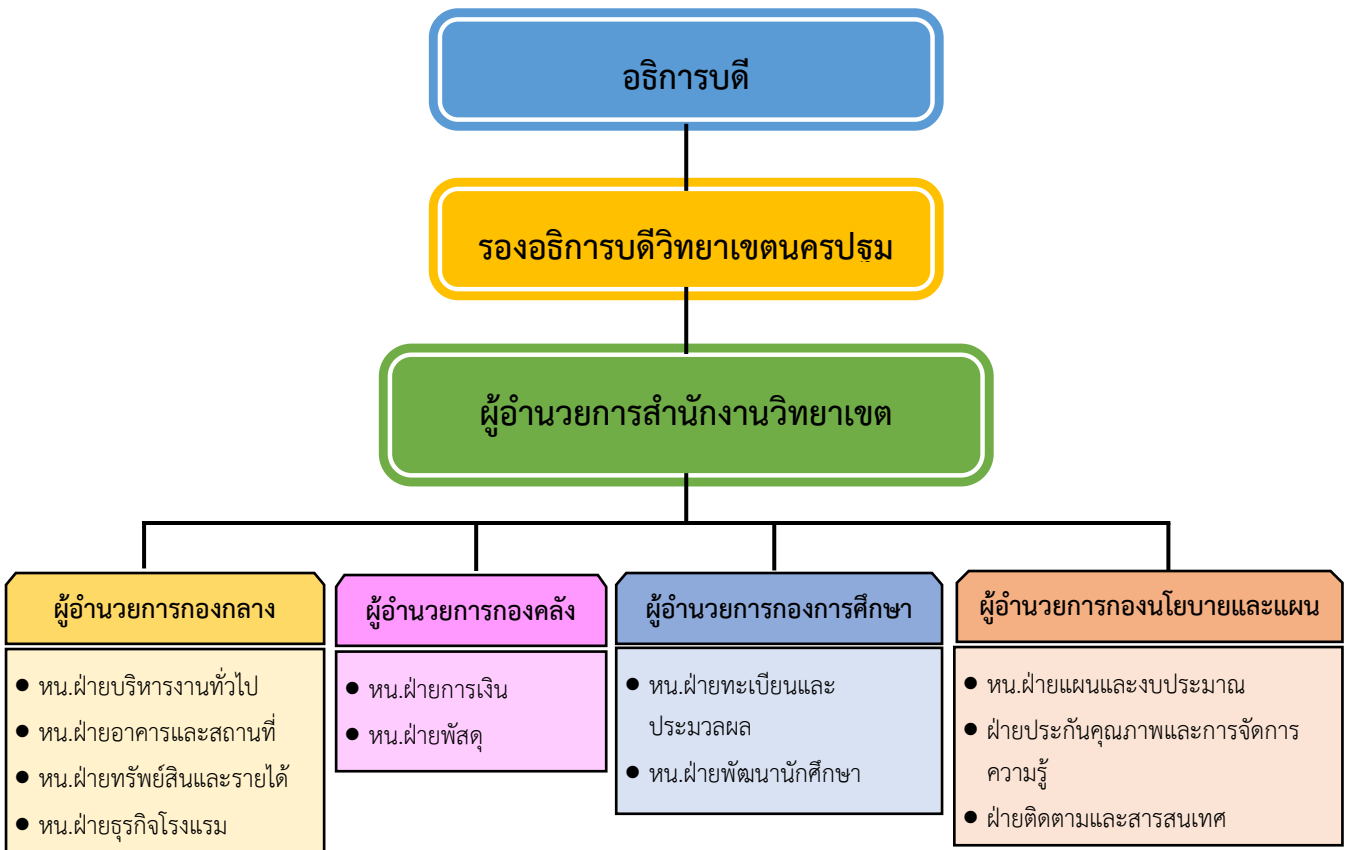 อธิการบดี
รองอธิการบดีวิทยาเขตนครปฐม
ผู้อำนวยการสำนักงานวิทยาเขต
ผู้อำนวยการกองกลาง
● หน.ฝ่ายบริหารงานทั่วไป
● หน.ฝ่ายอาคารและสถานที่
● หน.ฝ่ายทรัพย์สินและรายได้
● หน.ฝ่ายธุรกิจโรงแรม
ผู้อำนวยการกองคลัง
● หน.ฝ่ายการเงิน
● หน.ฝ่ายพัสดุ
ผู้อำนวยการกองการศึกษา
● หน.ฝ่ายทะเบียนและ
ประมวลผล
● หน.ฝ่ายพัฒนานักศึกษา
ผู้อำนวยการกองนโยบายและแผน
● หน.ฝ่ายแผนและงบประมาณ
● ฝ่ายประกันคุณภาพและการจัดการ
ความรู้
● ฝ่ายติดตามและสารสนเทศ